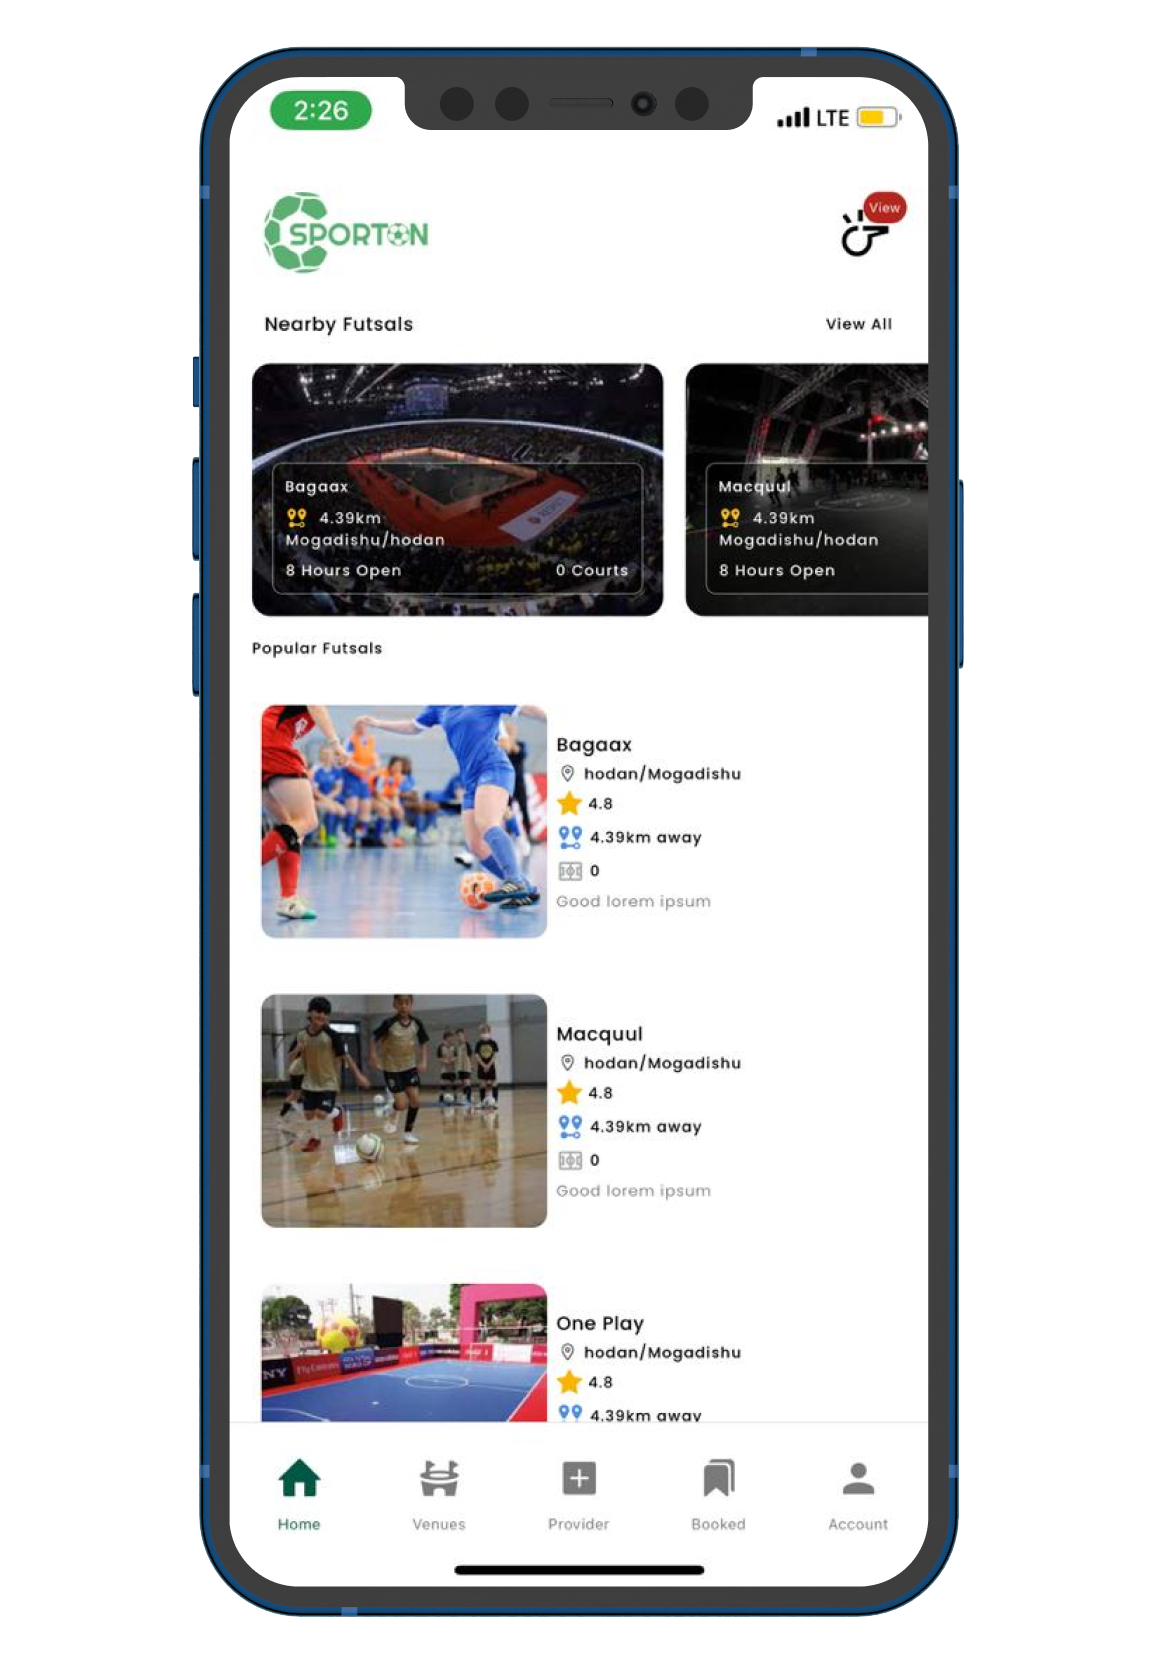 2:26
LTE
SPORTON
View
Nearby Futsals
View All
Bagaax
4.39km
Mogadishu/hodan
8 Hours Open
0 Courts
Macquul
4.39km
Mogadishu/hodan
8 Hours Open
Popular Futsals
Bagaax
hodan/Mogadishu
4.8
4.39km away
0
Good lorem ipsum
Macquul
hodan/Mogadishu
4.8
4.39km away
0
Good lorem ipsum
One Play
hodan/Mogadishu
4.8
4.39km away
Home
Venues
Provider
Booked
Account